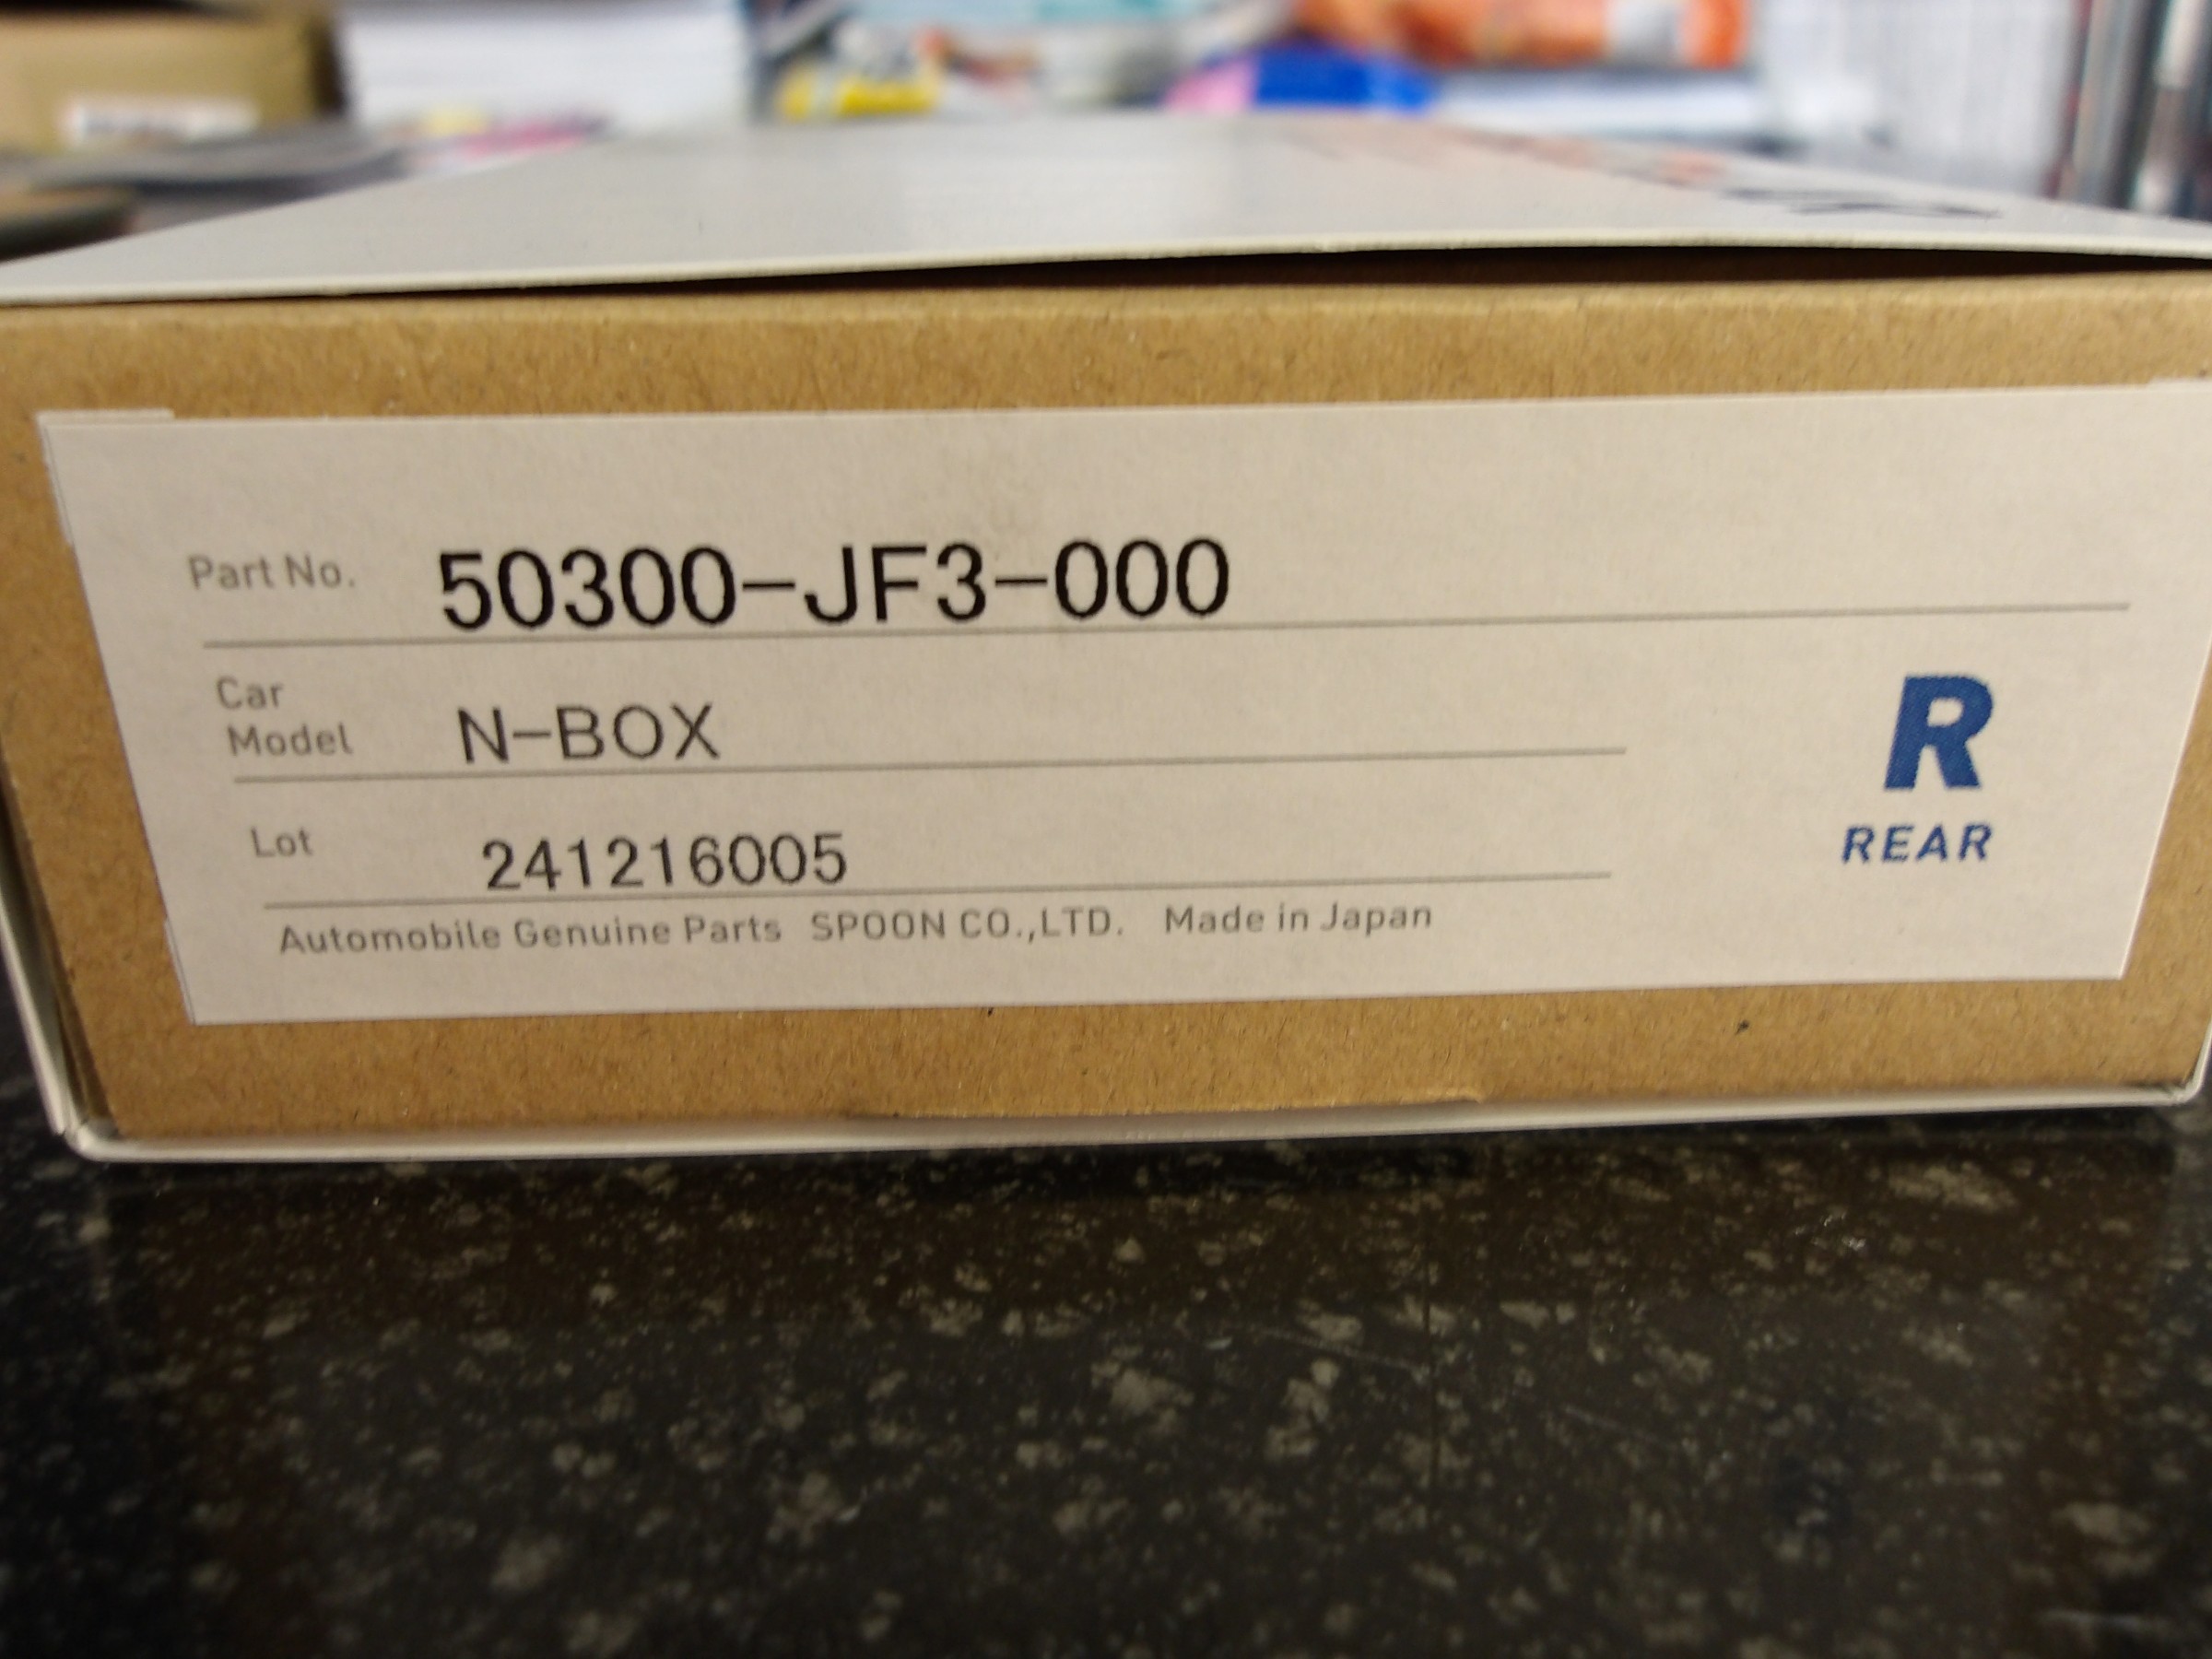 Part No. 50300-JF3-000
Car
Model N-BOX
Lot 241216005
Automobile Genuine Parts SPOON CO.,LTD. Made in Japan
R
REAR